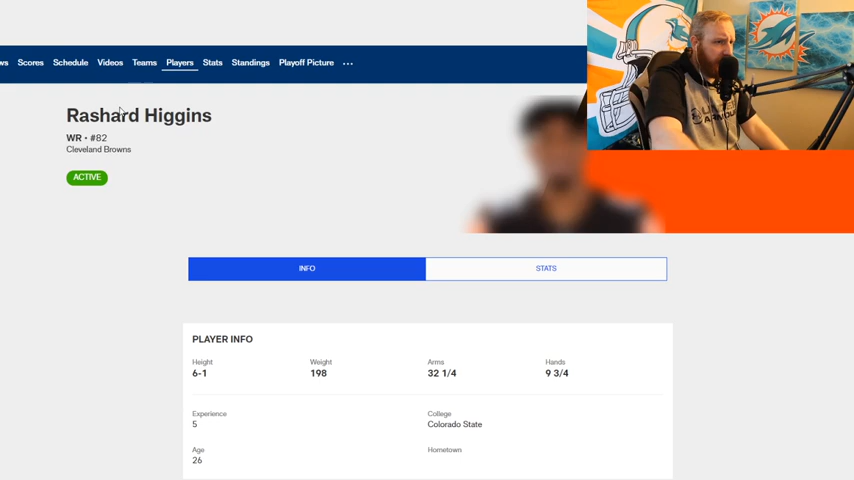 ws Scores Schedule Videos Teams Players Stats Standings Playoff Picture ...
Rashard Higgins
WR • #82
Cleveland Browns
ACTIVE
INFO STATS
PLAYER INFO
Height Weight Arms Hands
6-1 198 32 1/4 9 3/4
Experience College
5 Colorado State
Age Hometown
26